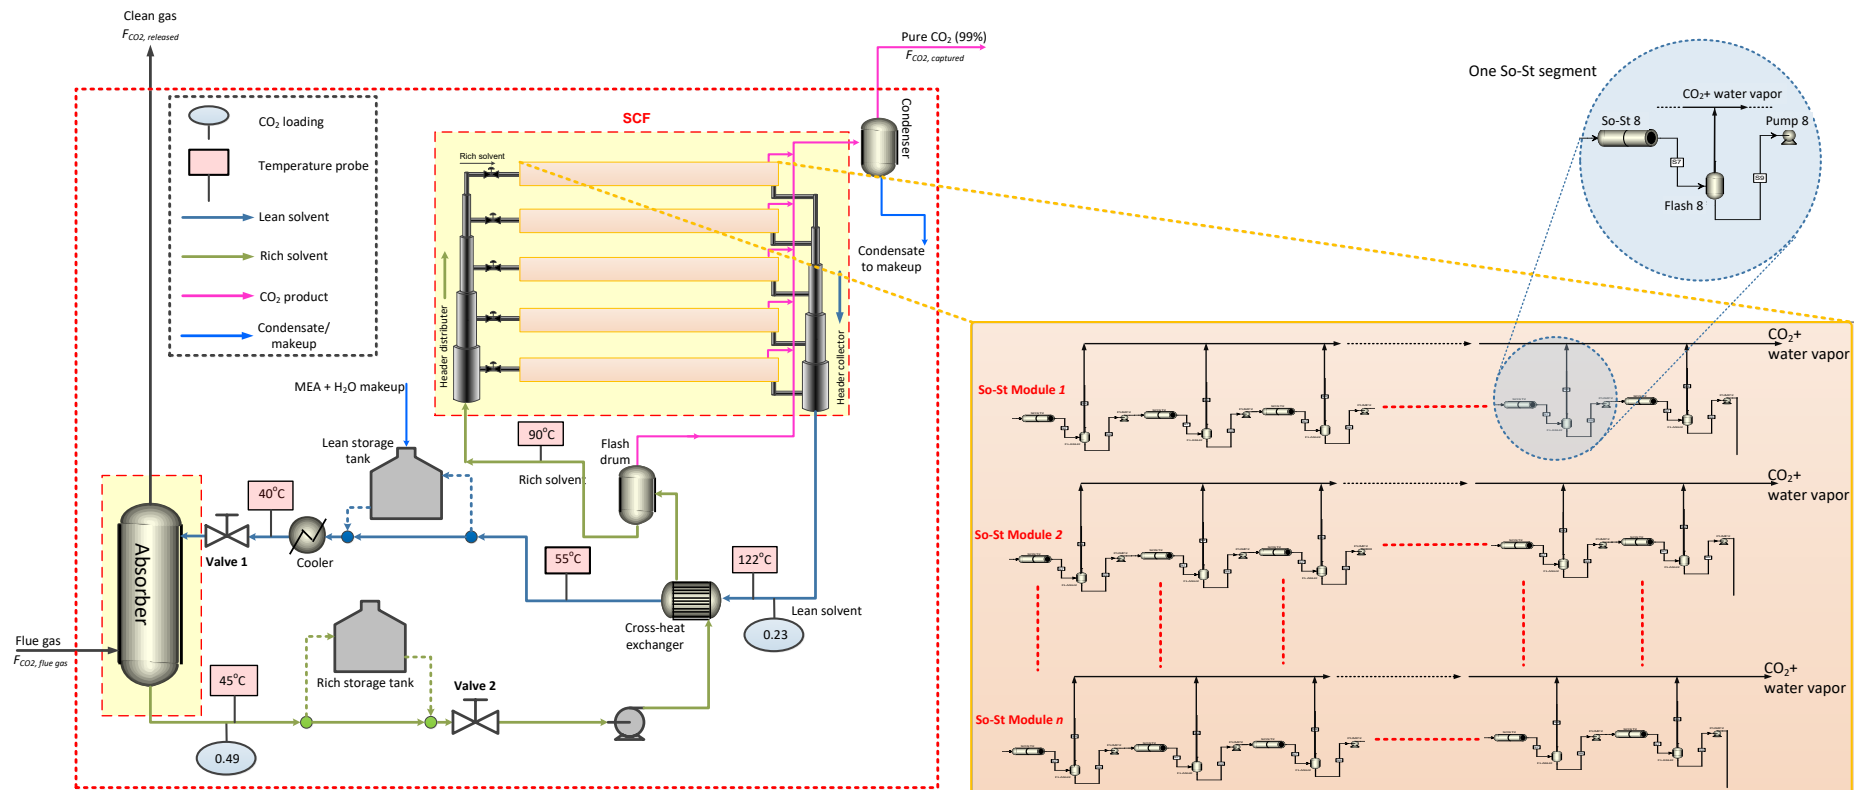 Clean gas
FCO2, released
CO2 loading
Temperature probe
Lean solvent
Rich solvent
CO2 product
Condensate/
makeup
SCF
Rich solvent
Header distributer
Header collector
Pure CO2 (99%)
FCO2, captured
Condenser
Condensate
to makeup
MEA + H2O makeup
Lean storage
tank
90°C
Rich solvent
Flash
drum
40°C
Valve 1
Cooler
55°C
122°C
Lean solvent
0.23
Cross-heat
exchanger
Absorber
Flue gas
FCO2, flue gas
45°C
0.49
Rich storage tank
Valve 2
One So-St segment
CO2+ water vapor
So-St 8
Pump 8
S7
S9
Flash 8
CO2+
water vapor
So-St Module 1
CO2+
water vapor
So-St Module 2
CO2+
water vapor
So-St Module n